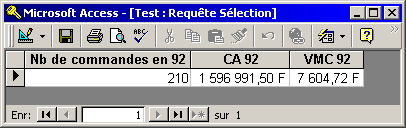 Microsoft Access - [Test : Requête Sélection]
Nb de commandes en 92 CA 92 VMC 92
210 1 596 991,50 F 7 604,72 F
Enr: 1 sur 1